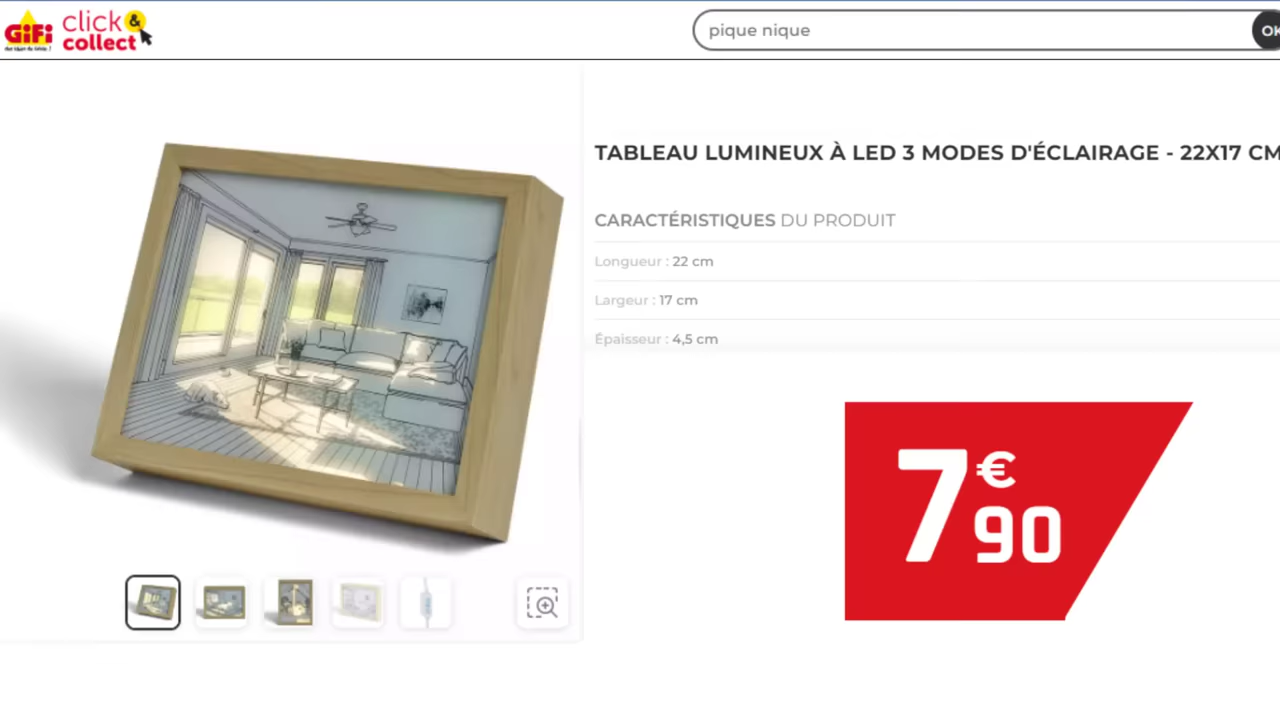 GiFi
click &
collect
pique nique
OK
TABLEAU LUMINEUX À LED 3 MODES D'ÉCLAIRAGE - 22X17 CM
CARACTÉRISTIQUES DU PRODUIT
Longueur : 22 cm
Largeur : 17 cm
Épaisseur : 4,5 cm
7€
90